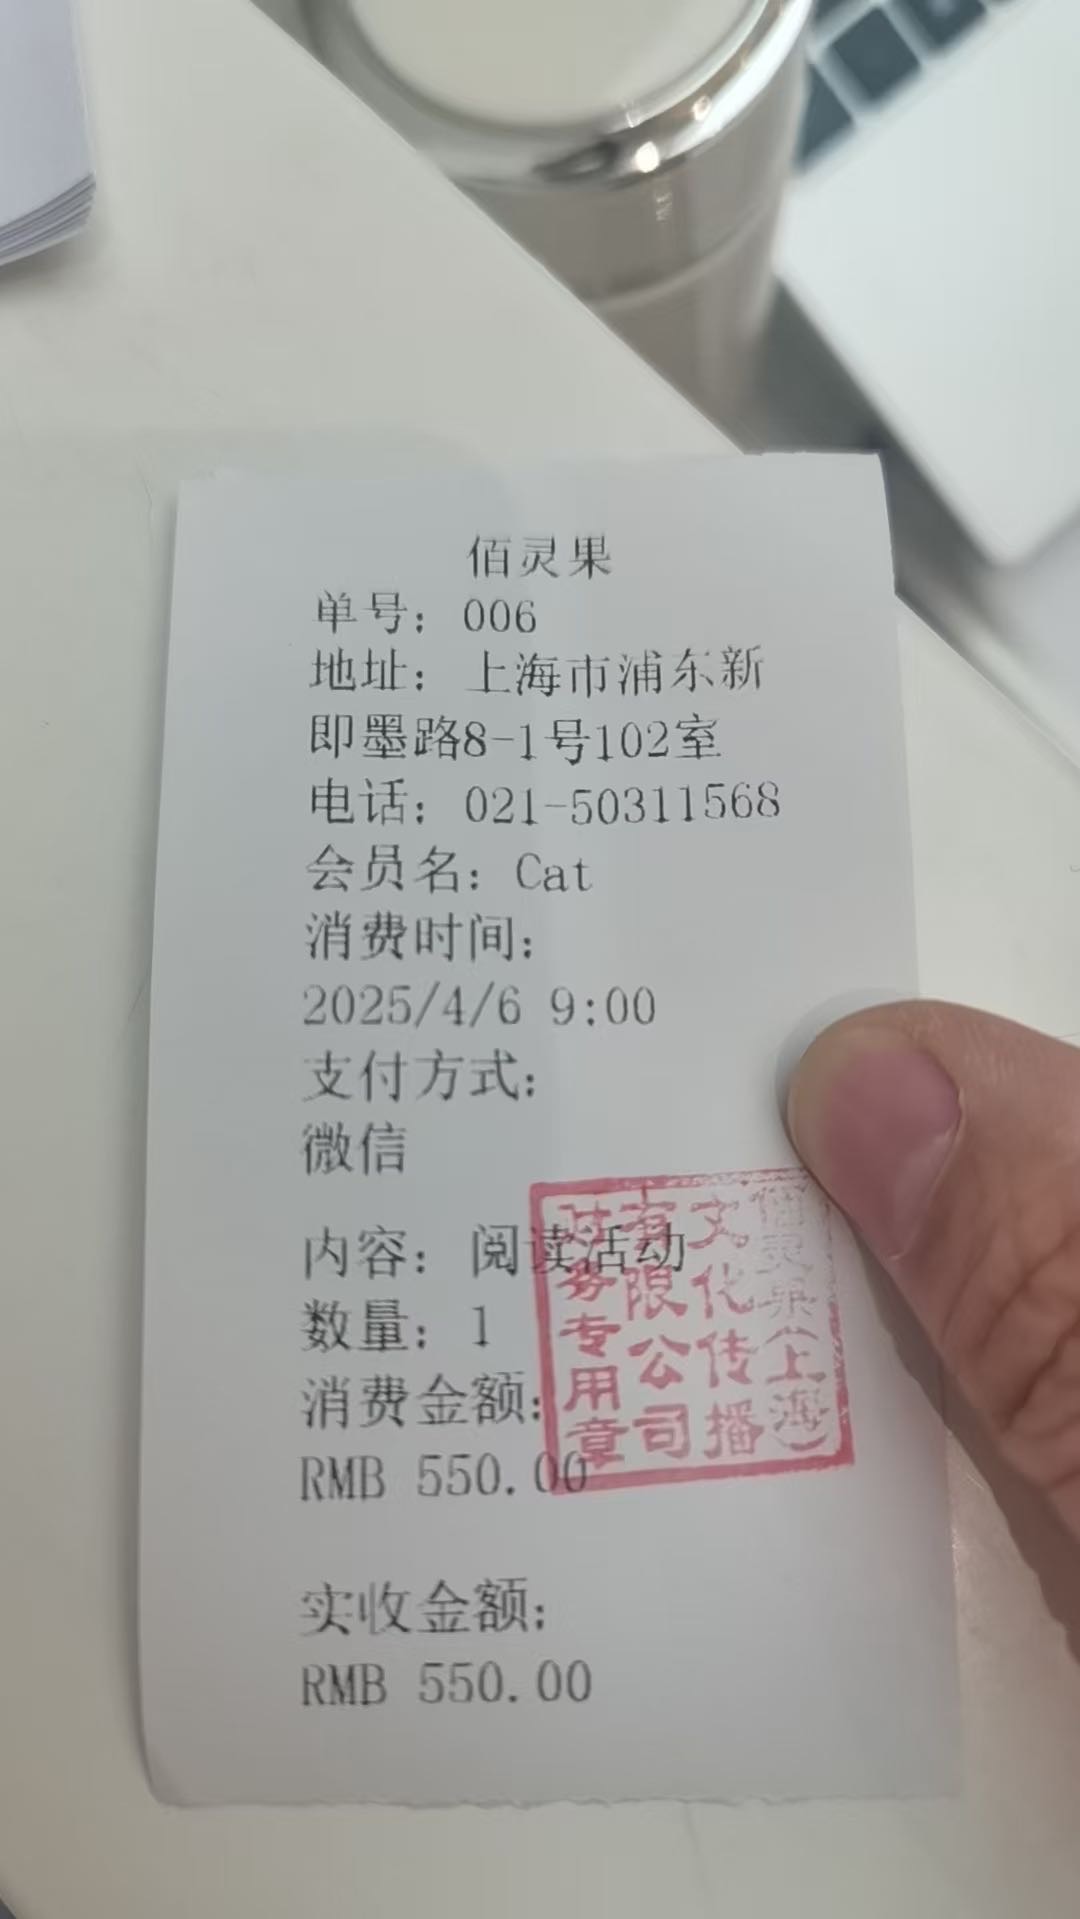 佰灵果
单号：006
地址：上海市浦东新
即墨路8-1号102室
电话：021-50311568
会员名：Cat
消费时间：
2025/4/6 9:00
支付方式：
微信
内容：阅读活动
数量：1
消费金额：
RMB 550.00
实收金额：
RMB 550.00
佰灵果(上海)
文化传播
有限公司
财务专用章